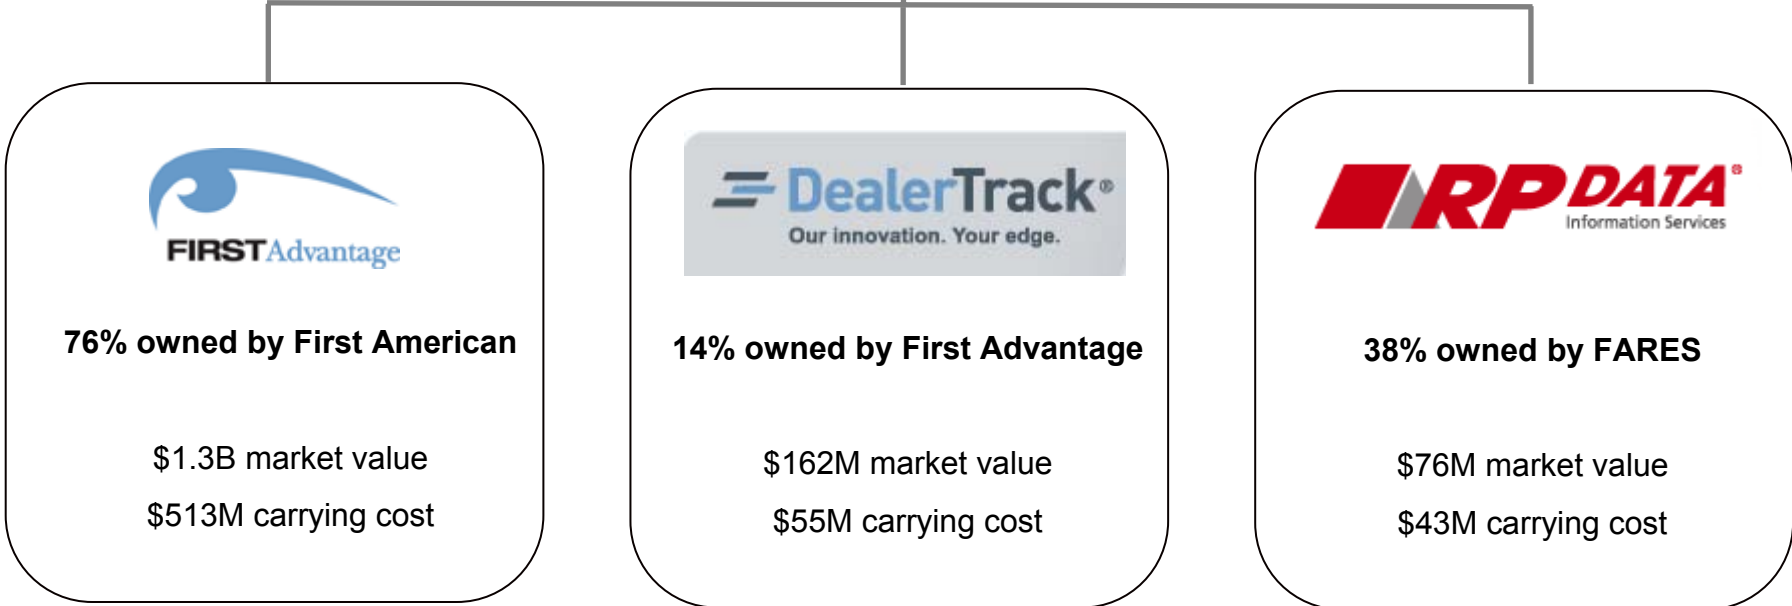 FIRSTAdvantage
76% owned by First American
$1.3B market value
$513M carrying cost
DealerTrack®
Our innovation. Your edge.
14% owned by First Advantage
$162M market value
$55M carrying cost
RP DATA®
Information Services
38% owned by FARES
$76M market value
$43M carrying cost